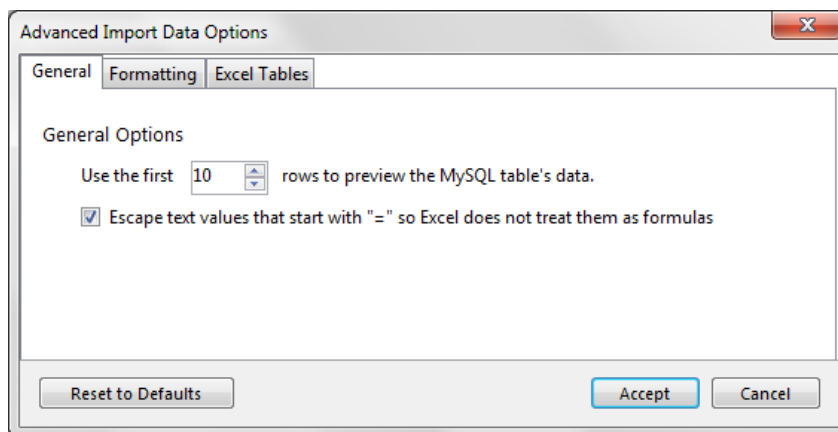 Advanced Import Data Options
General Formatting Excel Tables
General Options
Use the first 10 rows to preview the MySQL table's data.
Escape text values that start with "=" so Excel does not treat them as formulas
Reset to Defaults Accept Cancel